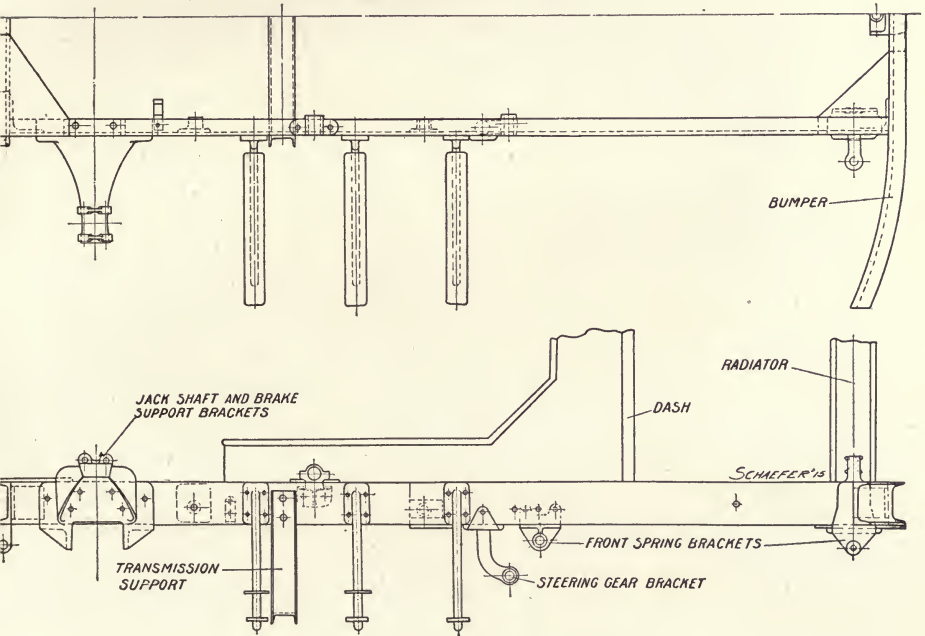 BUMPER
RADIATOR
JACK SHAFT AND BRAKE
SUPPORT BRACKETS
DASH
SCHAEFER '15
FRONT SPRING BRACKETS
TRANSMISSION
SUPPORT
STEERING GEAR BRACKET